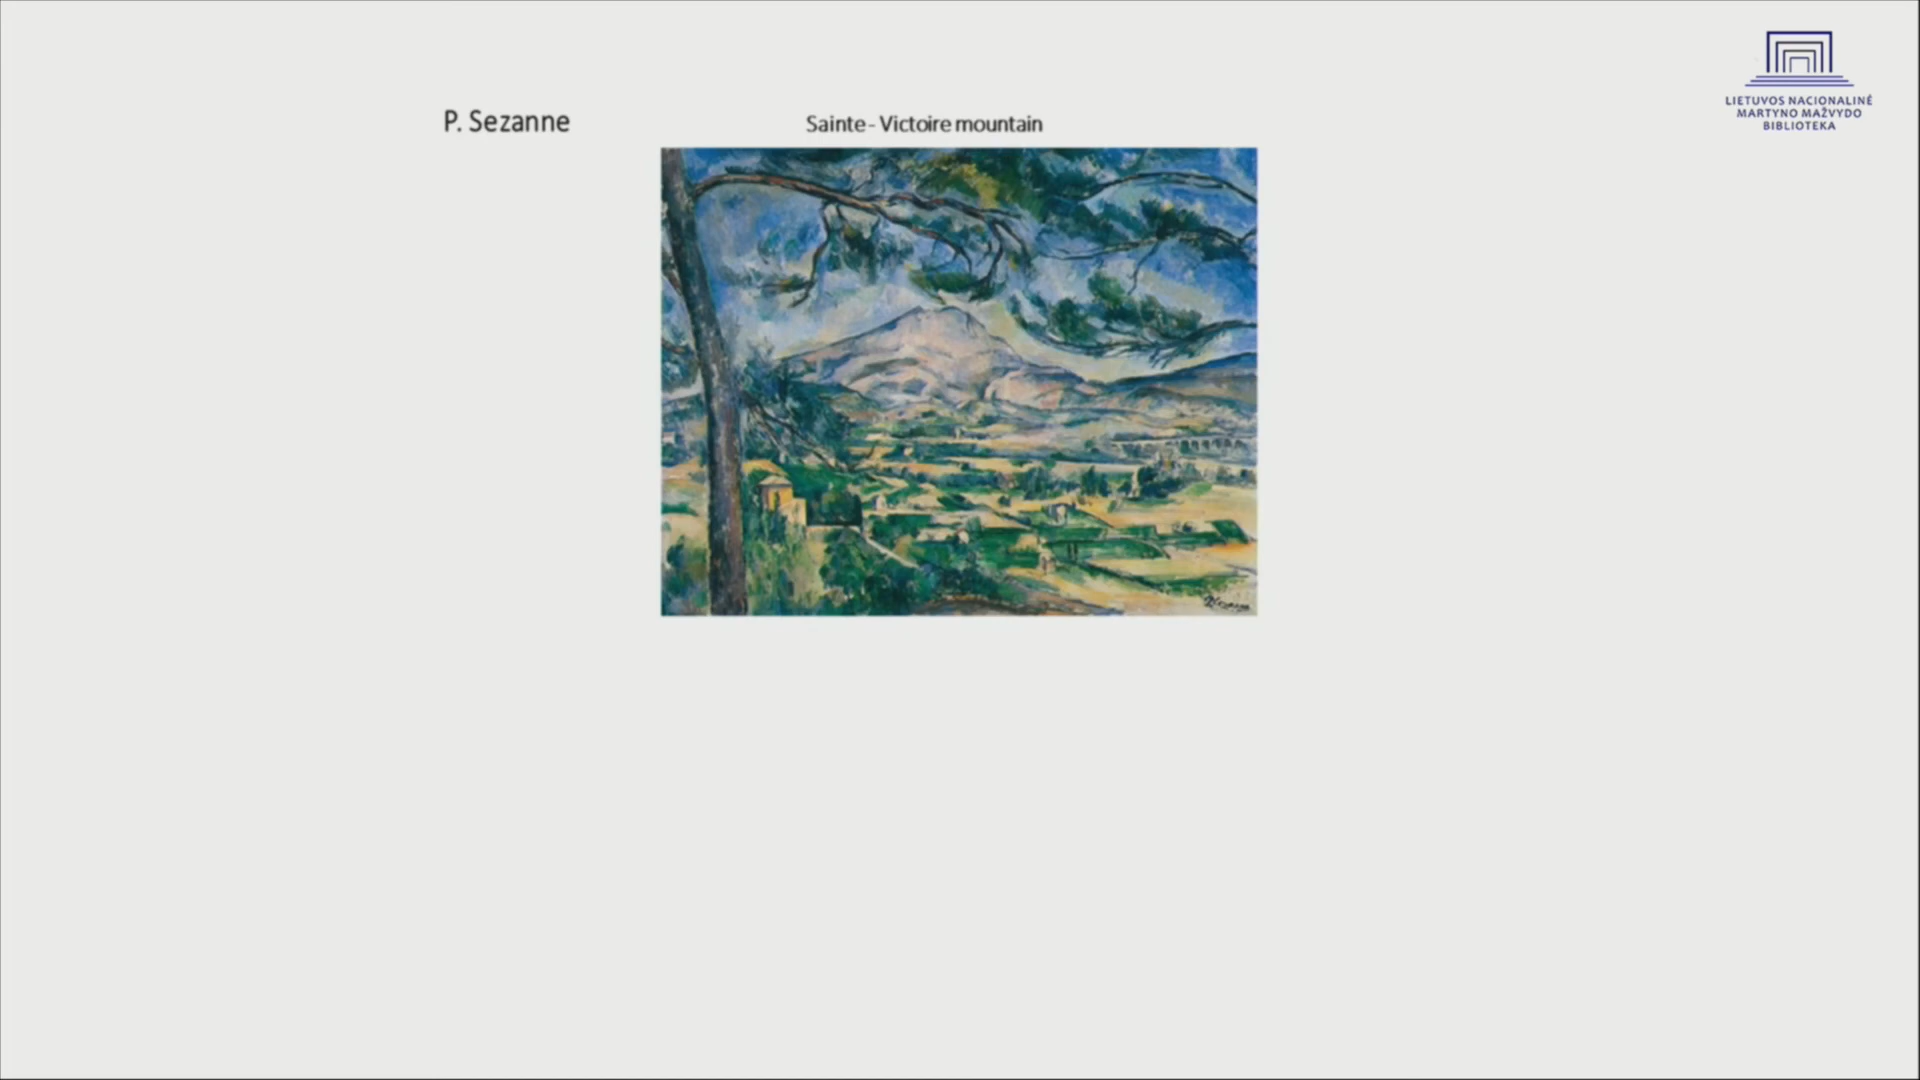 P. Sezanne
Sainte - Victoire mountain
LIETUVOS NACIONALINĖ
MARTYNO MAŽVYDO
BIBLIOTEKA